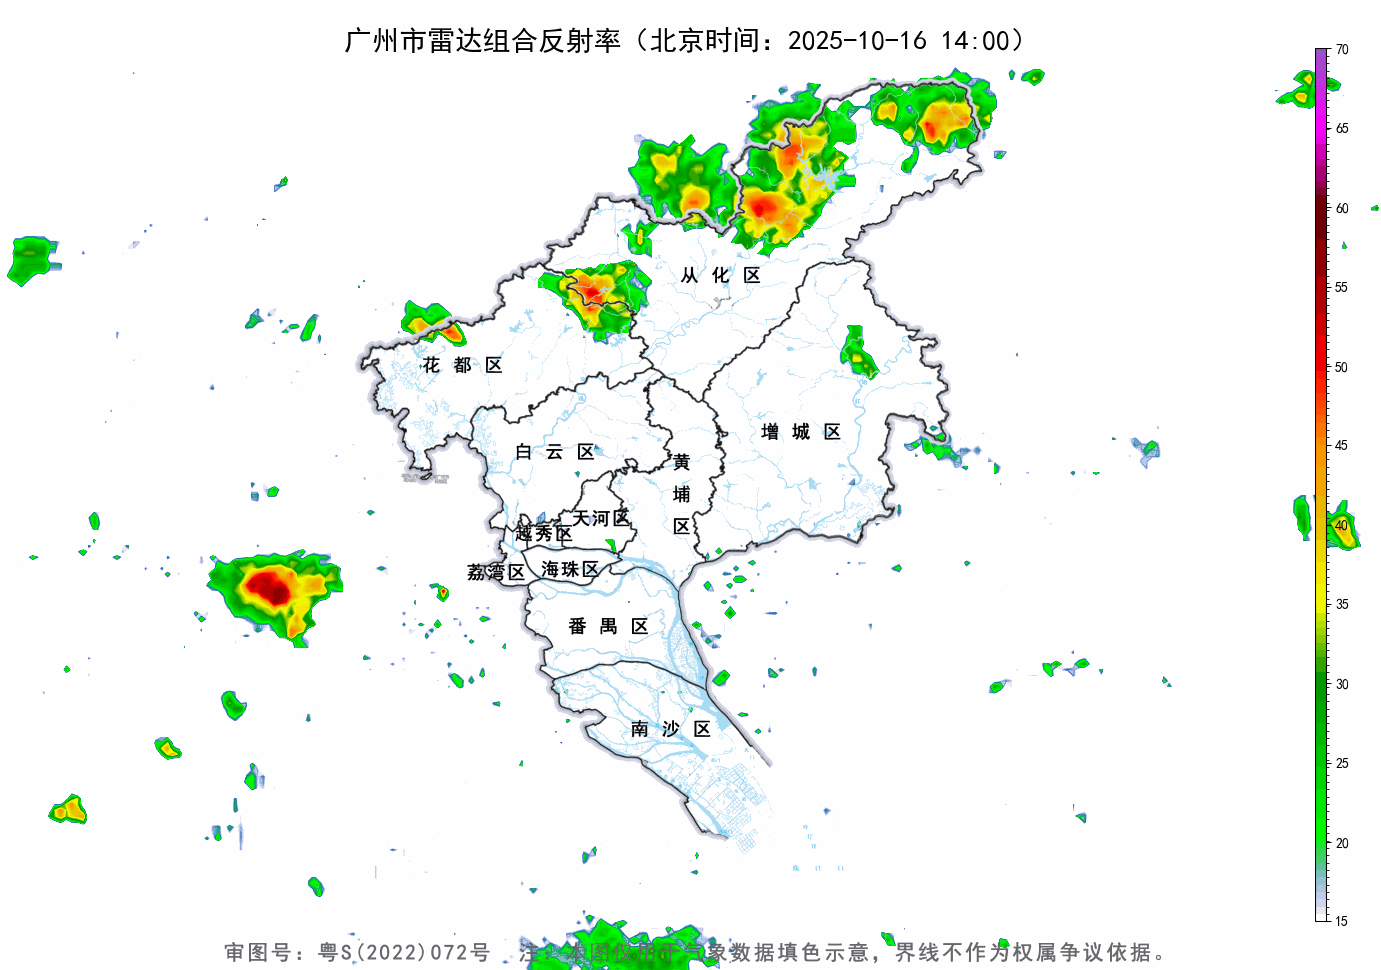 广州市雷达组合反射率（北京时间：2025-10-16 14:00）
70
65
60
55
50
45
40
35
30
25
20
15
从化区
花都区
增城区
白云区
黄埔区
天河区
越秀区
荔湾区
海珠区
番禺区
南沙区
审图号：粤S(2022)072号 注：本图仅用于气象数据填色示意，界线不作为权属争议依据。